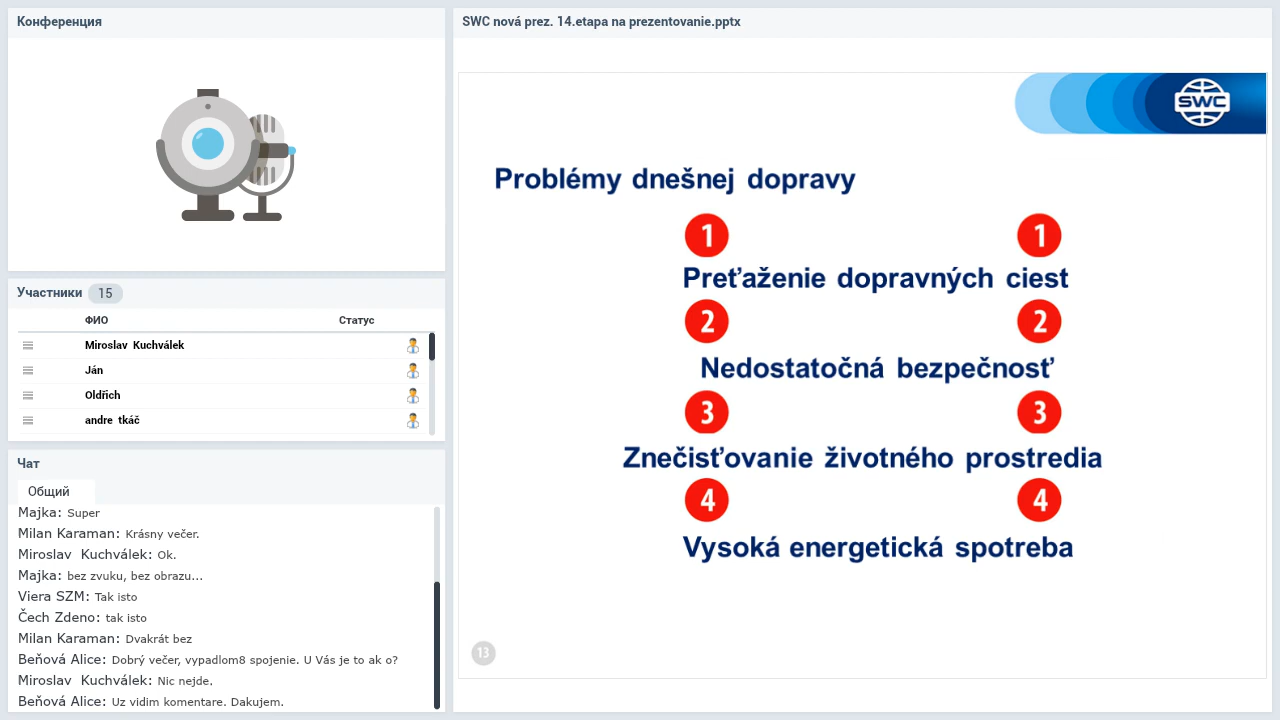 Конференция
Участники 15
ФИО Статус
Miroslav Kuchválek
Ján
Oldřich
andre tkáč
Чат
Общий
Majka: Super
Milan Karaman: Krásny večer.
Miroslav Kuchválek: Ok.
Majka: bez zvuku, bez obrazu...
Viera SZM: Tak isto
Čech Zdeno: tak isto
Milan Karaman: Dvakrát bez
Beňová Alice: Dobrý večer, vypadlom8 spojenie. U Vás je to ak o?
Miroslav Kuchválek: Nic nejde.
Beňová Alice: Uz vidim komentare. Dakujem.
SWC nová prez. 14.etapa na prezentovanie.pptx
SWC
Problémy dnešnej dopravy
1 1
Preťaženie dopravných ciest
2 2
Nedostatočná bezpečnosť
3 3
Znečisťovanie životného prostredia
4 4
Vysoká energetická spotreba
13